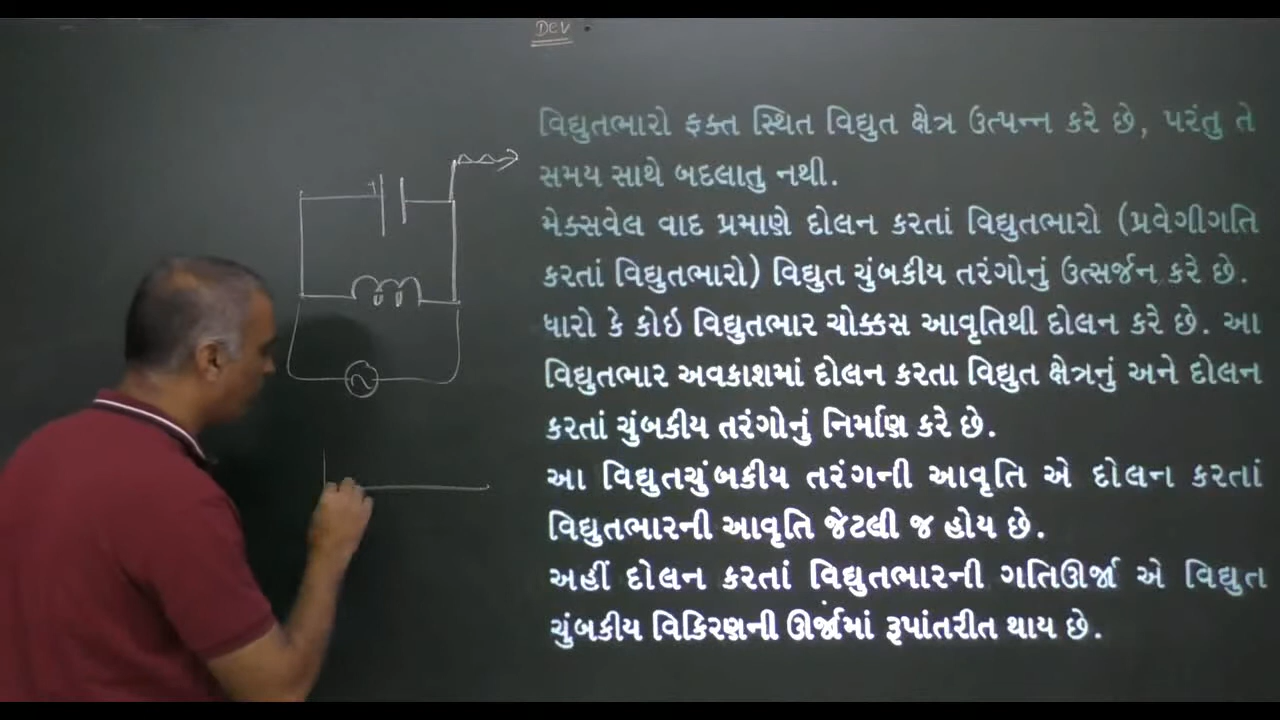 Dev
વિદ્યુતભારો ફક્ત સ્થિત વિદ્યુત ક્ષેત્ર ઉત્પન્ન કરે છે, પરંતુ તે
સમય સાથે બદલાતુ નથી.
મેક્સવેલ વાદ પ્રમાણે દોલન કરતાં વિદ્યુતભારો (પ્રવેગીગતિ
કરતાં વિદ્યુતભારો) વિદ્યુત ચુંબકીય તરંગોનું ઉત્સર્જન કરે છે.
ધારો કે કોઇ વિદ્યુતભાર ચોક્કસ આવૃતિથી દોલન કરે છે. આ
વિદ્યુતભાર અવકાશમાં દોલન કરતા વિદ્યુત ક્ષેત્રનું અને દોલન
કરતાં ચુંબકીય તરંગોનું નિર્માણ કરે છે.
આ વિદ્યુતચુંબકીય તરંગની આવૃતિ એ દોલન કરતાં
વિદ્યુતભારની આવૃતિ જેટલી જ હોય છે.
અહીં દોલન કરતાં વિદ્યુતભારની ગતિઊર્જા એ વિદ્યુત
ચુંબકીય વિકિરણની ઊર્જામાં રૂપાંતરીત થાય છે.